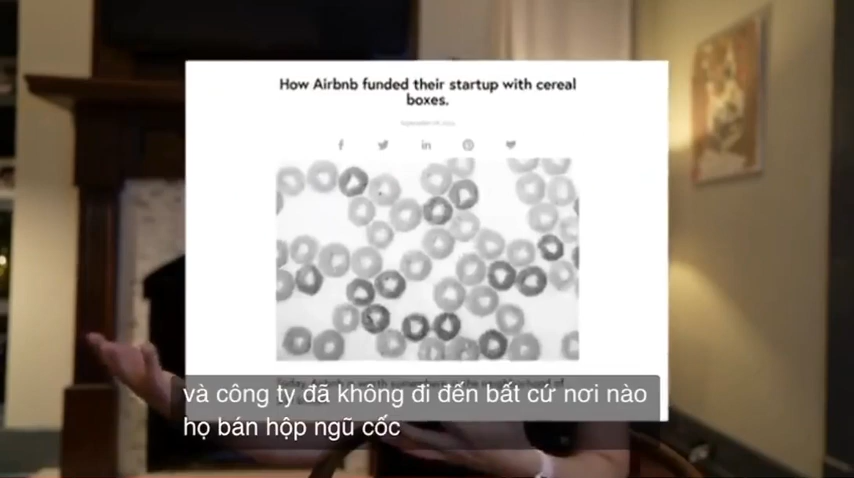 How Airbnb funded their startup with cereal
boxes.
và công ty đã không đi đến bất cứ nơi nào
họ bán hộp ngũ cốc